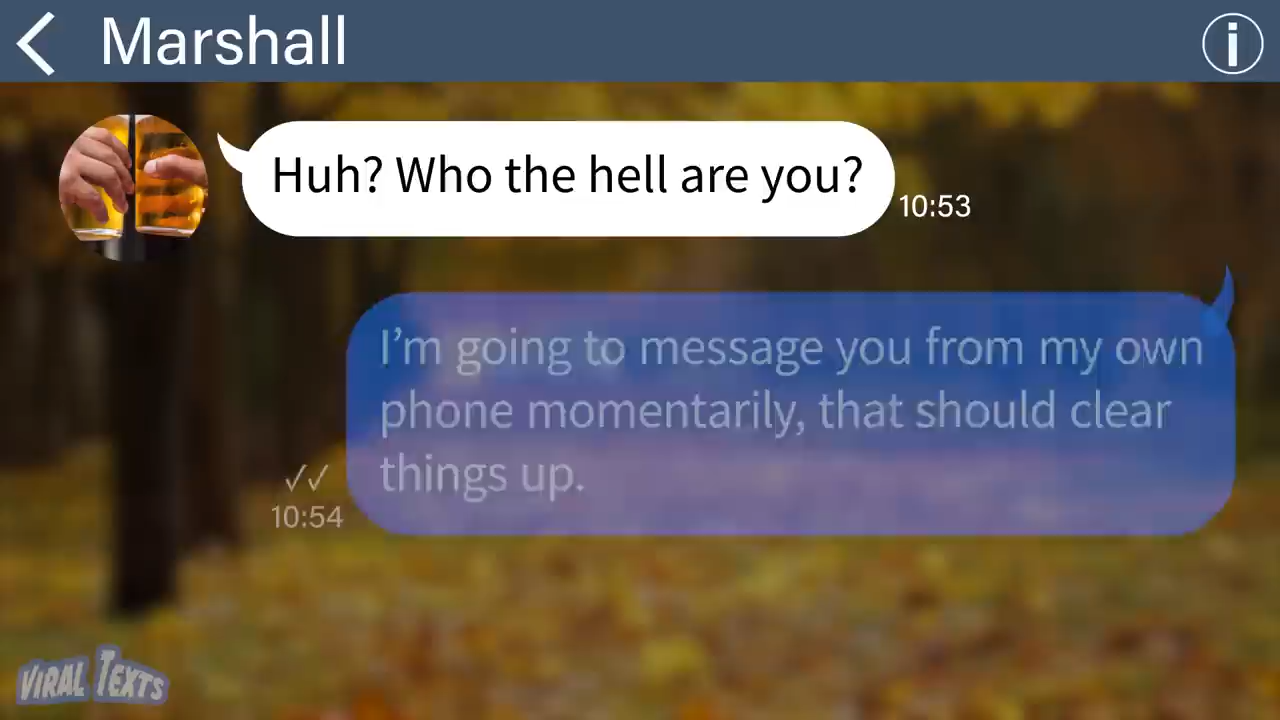 Marshall
Huh? Who the hell are you?
10:53
I’m going to message you from my own
phone momentarily, that should clear
things up.
10:54
VIRAL TEXTS